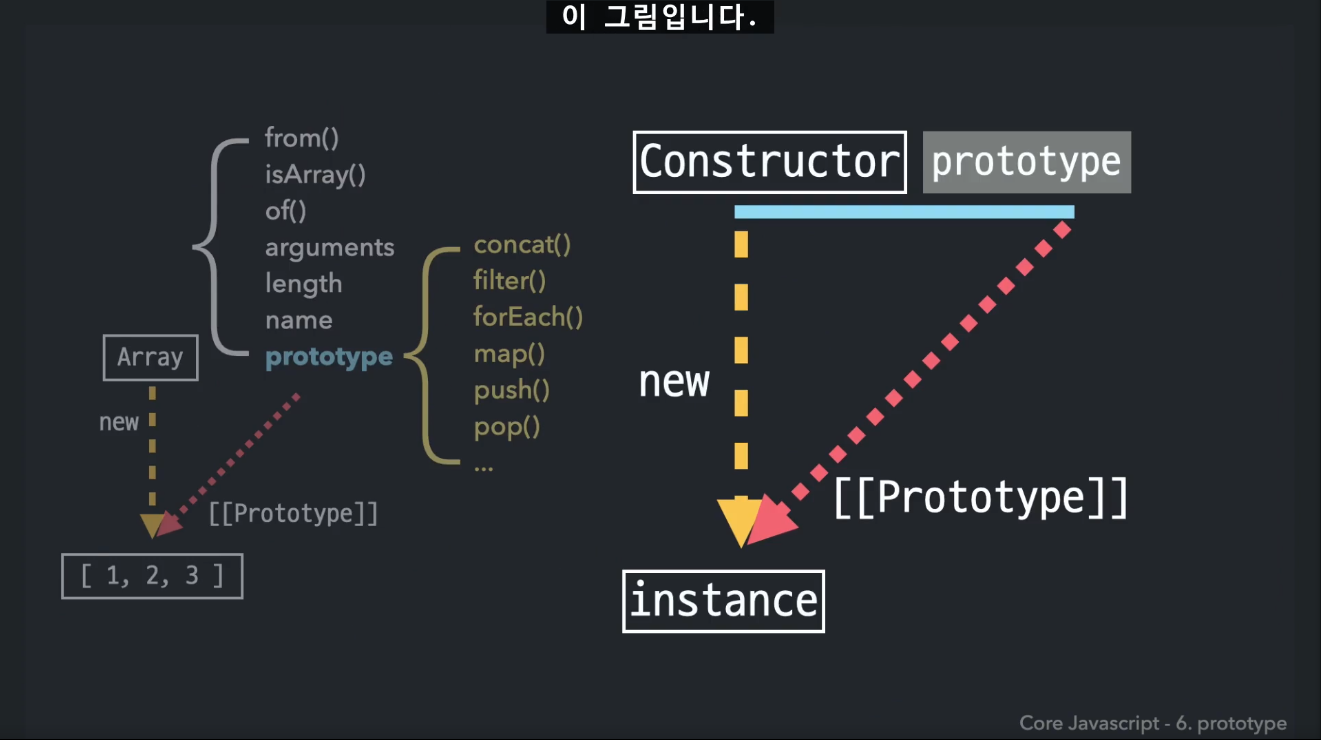 이 그림입니다.
from()
isArray()
of()
arguments
length
name
prototype
concat()
filter()
forEach()
map()
push()
pop()
...
Array
new
[[Prototype]]
[ 1, 2, 3 ]
Constructor
prototype
new
[[Prototype]]
instance
Core Javascript - 6. prototype